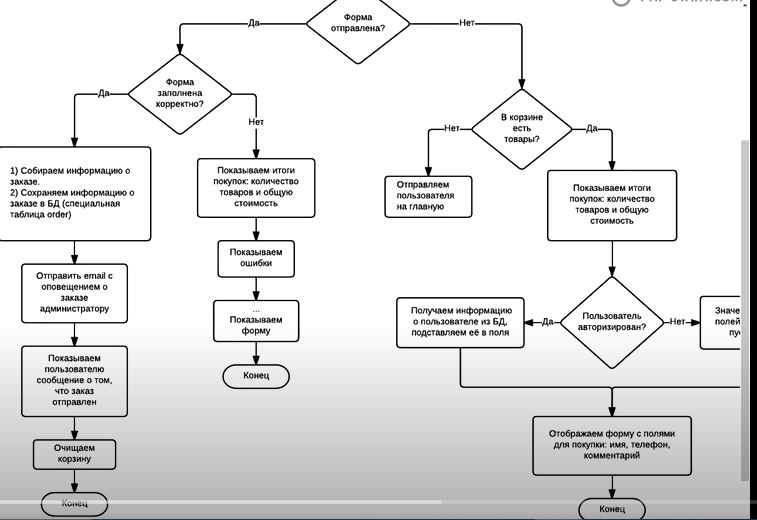 Форма
отправлена?
Да
Нет
Форма
заполнена
корректно?
Да
Нет
В корзине
есть
товары?
Нет
Да
1) Собираем информацию о
заказе.
2) Сохраняем информацию о
заказе в БД (специальная
таблица order)
Показываем итоги
покупок: количество
товаров и общую
стоимость
Отправляем
пользователя
на главную
Показываем итоги
покупок: количество
товаров и общую
стоимость
Показываем
ошибки
Отправить email с
оповещением о
заказе
администратору
...
Показываем
форму
Получаем информацию
о пользователе из БД,
подставляем её в поля
Да
Пользователь
авторизирован?
Нет
Значе
полей
пус
Показываем
пользователю
сообщение о том,
что заказ
отправлен
Конец
Отображаем форму с полями
для покупки: имя, телефон,
комментарий
Очищаем
корзину
Конец
Конец